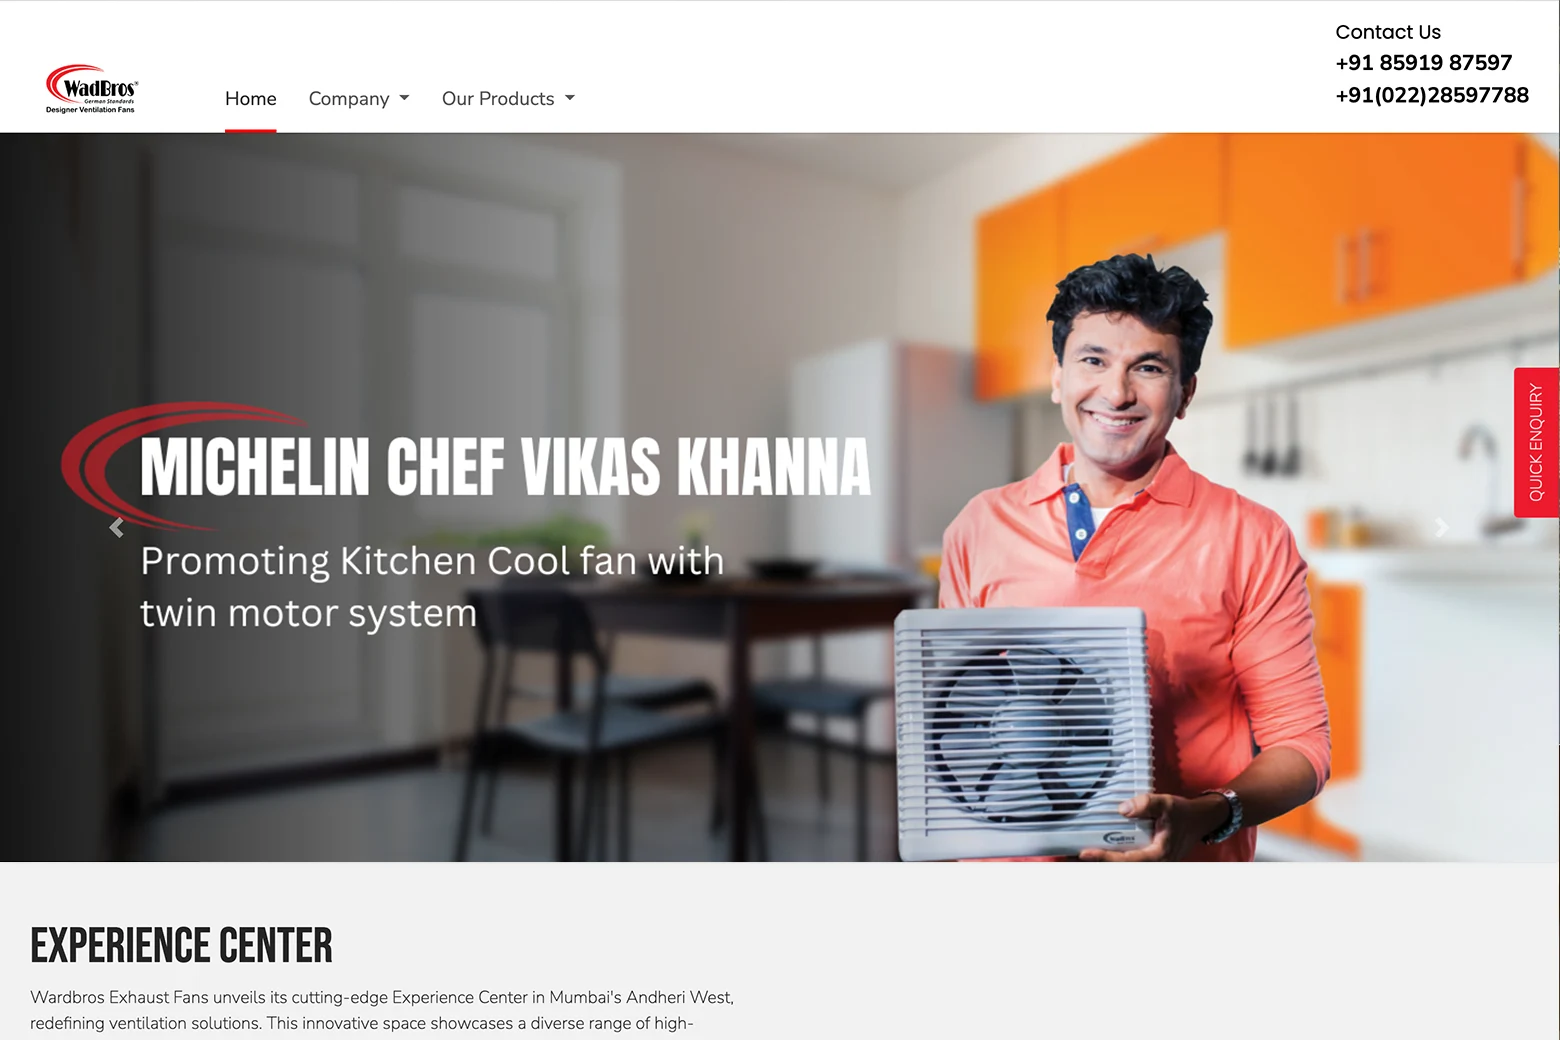 Contact Us
+91 85919 87597
+91(022)28597788
WadBros®
German Standards
Designer Ventilation Fans
Home
Company
Our Products
MICHELIN CHEF VIKAS KHANNA
Promoting Kitchen Cool fan with
twin motor system
QUICK ENQUIRY
WadBros
EXPERIENCE CENTER
Wardbros Exhaust Fans unveils its cutting-edge Experience Center in Mumbai's Andheri West,
redefining ventilation solutions. This innovative space showcases a diverse range of high-